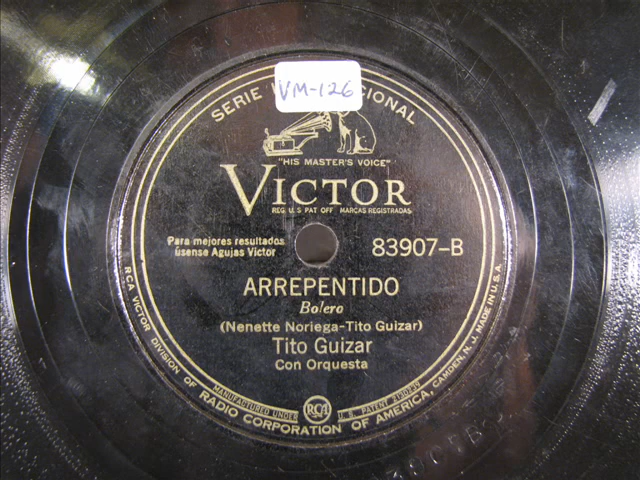 VM-126
SERIE
CIONAL
"HIS MASTER'S VOICE"
VICTOR
REG. U.S. PAT. OFF. MARCAS REGISTRADAS
Para mejores resultados
úsense Agujas Victor
83907-B
ARREPENTIDO
Bolero
(Nenette Noriega-Tito Guizar)
Tito Guizar
Con Orquesta
MANUFACTURED UNDER
RCA
U.S. PATENT
RCA VICTOR DIVISION OF RADIO CORPORATION OF AMERICA, CAMDEN, N.J. MADE IN U.S.A.